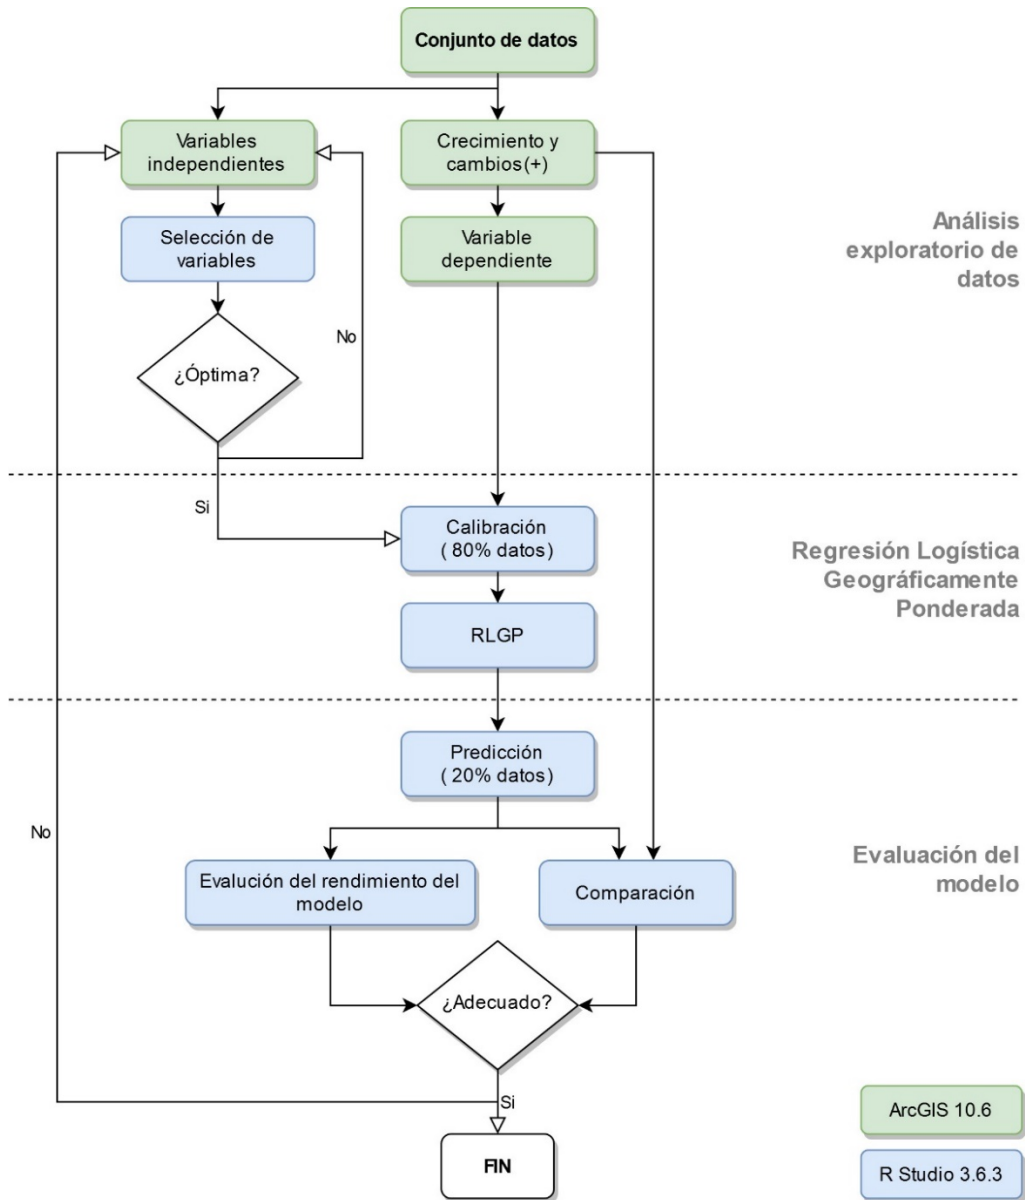 Conjunto de datos
Variables
independientes
Crecimiento y
cambios(+)
Selección de
variables
Variable
dependiente
Análisis
exploratorio de
datos
¿Óptima?
No
Si
Calibración
( 80% datos)
Regresión Logística
Geográficamente
Ponderada
RLGP
Predicción
( 20% datos)
No
Evalución del rendimiento del
modelo
Comparación
Evaluación del
modelo
¿Adecuado?
Si
FIN
ArcGIS 10.6
R Studio 3.6.3